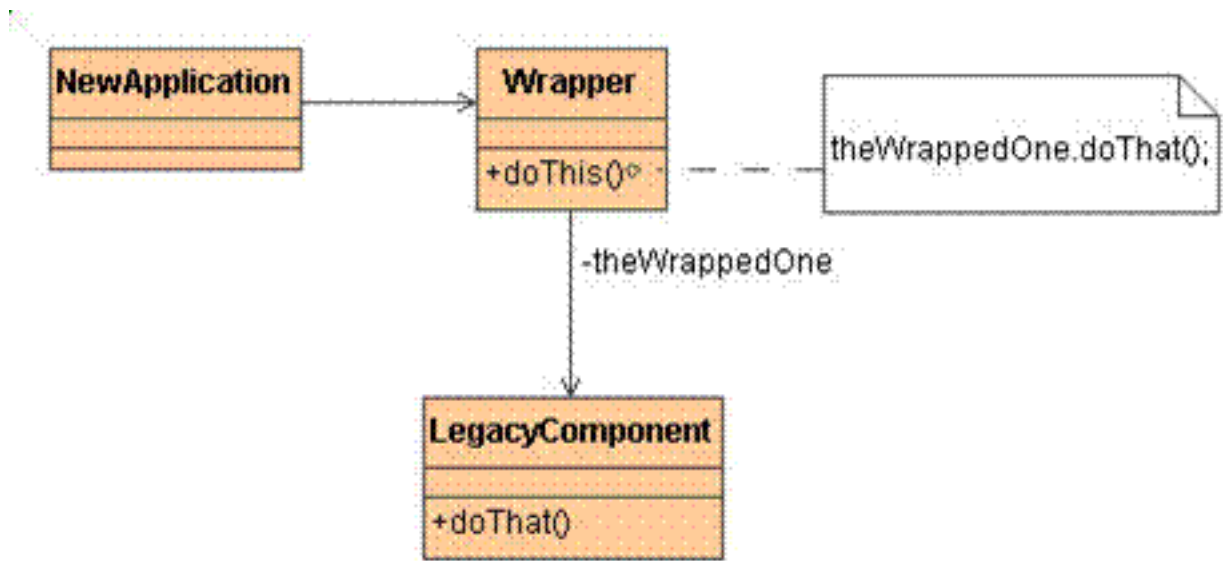 NewApplication
Wrapper
+doThis()
theWrappedOne.doThat();
-theWrappedOne
LegacyComponent
+doThat()